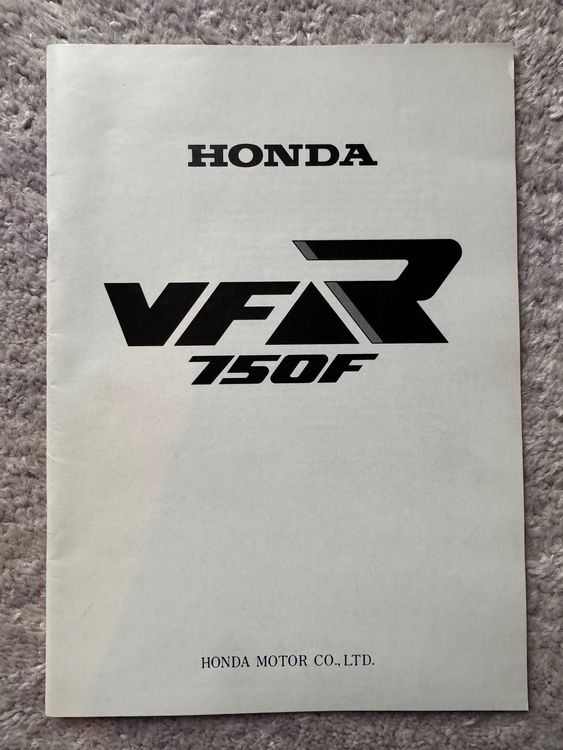 HONDA
VFR
750F
HONDA MOTOR CO., LTD.